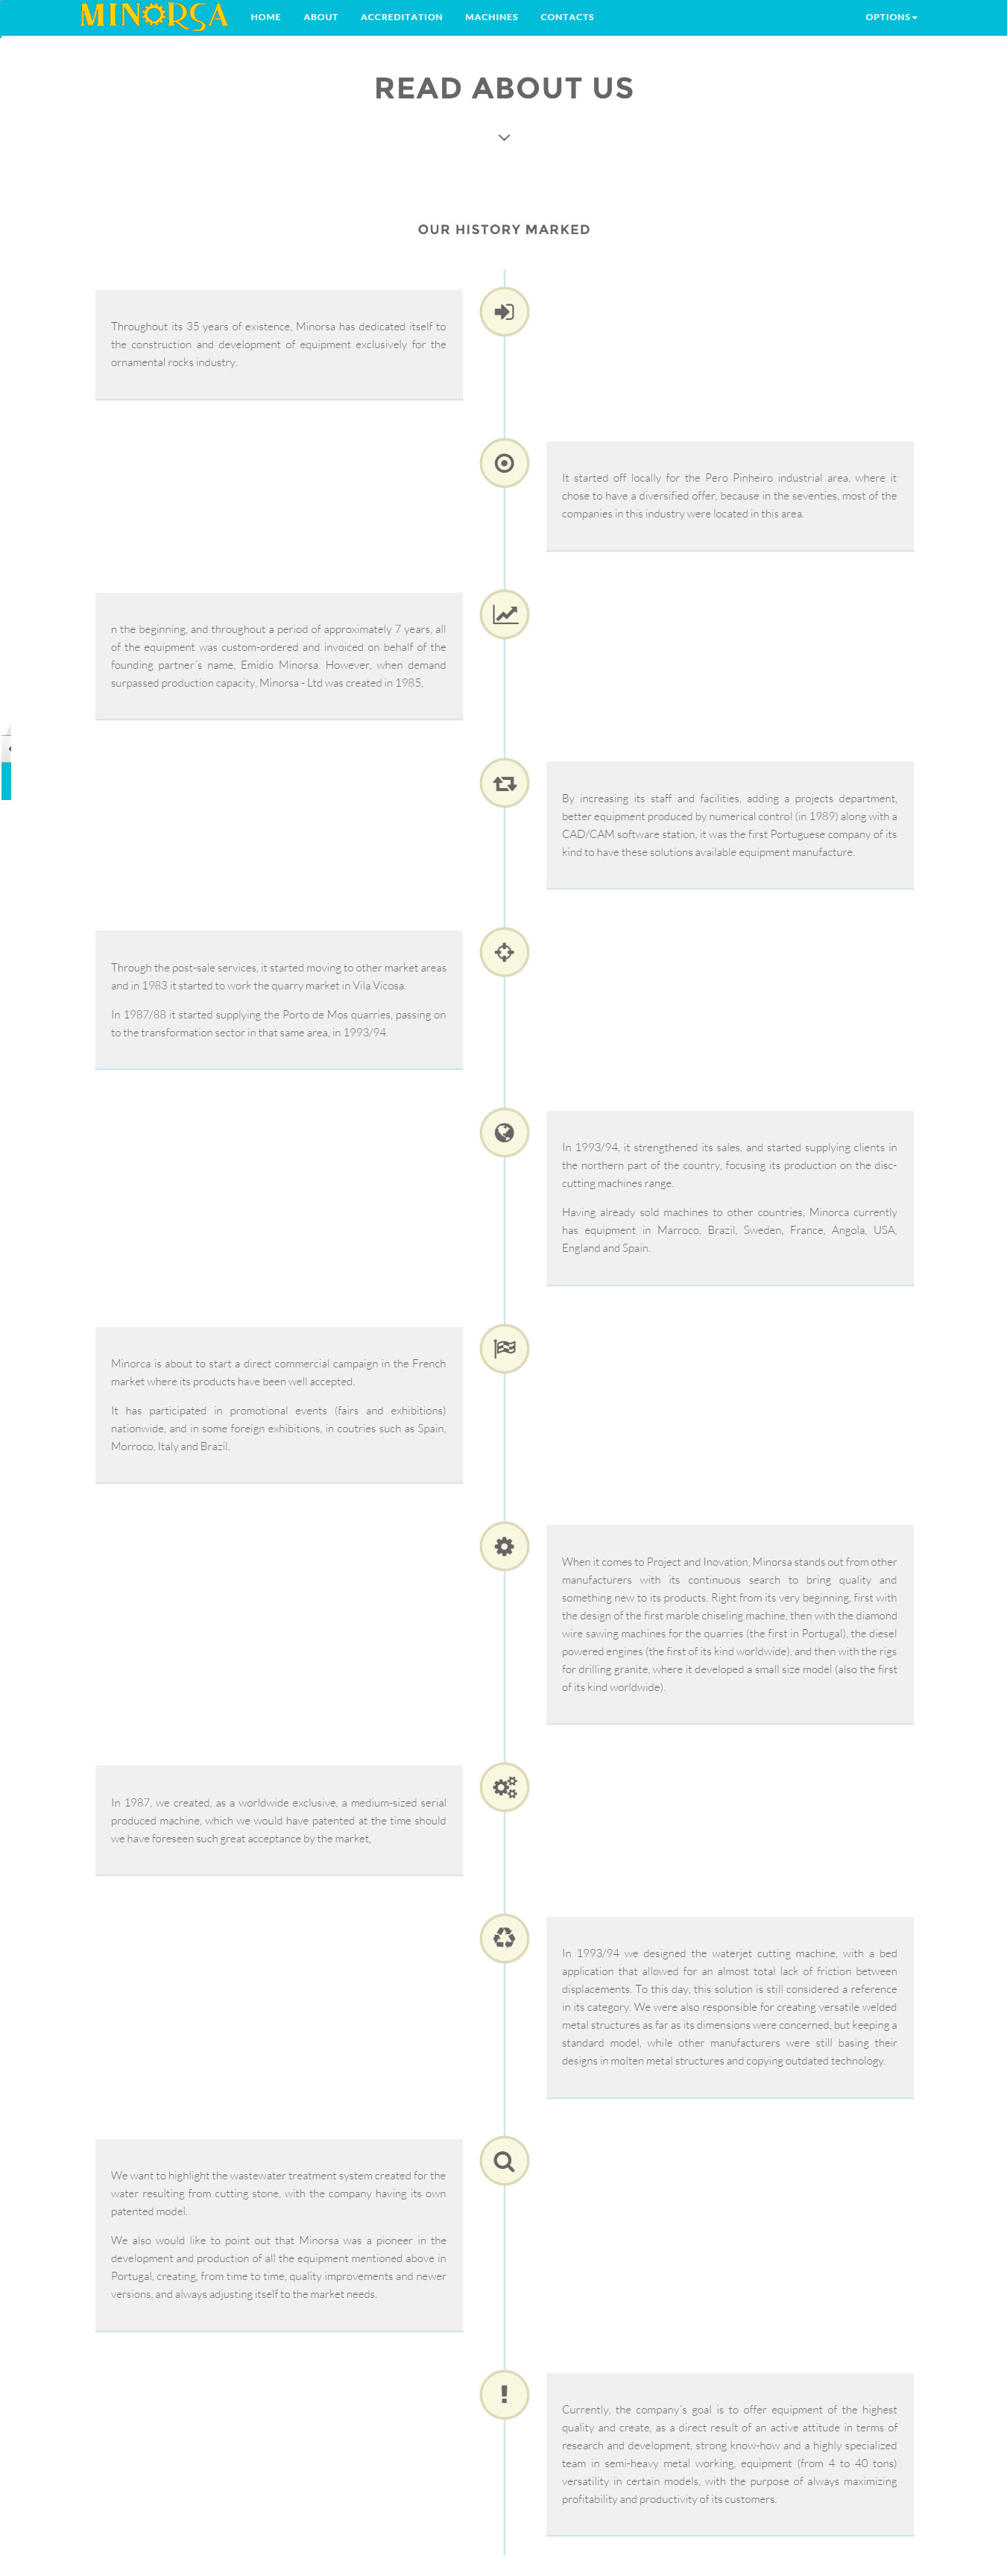 MINORSA HOME ABOUT ACCREDITATION MACHINES CONTACTS OPTIONS
READ ABOUT US
OUR HISTORY MARKED
Throughout its 35 years of existence, Minorsa has dedicated itself to
the construction and development of equipment exclusively for the
ornamental rocks industry.
It started off locally for the Pero Pinheiro industrial area, where it
chose to have a diversified offer, because in the seventies, most of the
companies in this industry were located in this area.
n the beginning, and throughout a period of approximately 7 years, all
of the equipment was custom-ordered and invoiced on behalf of the
founding partner´s name, Emidio Minorsa. However, when demand
surpassed production capacity, Minorsa - Ltd was created in 1985,
By increasing its staff and facilities, adding a projects department,
better equipment produced by numerical control (in 1989) along with a
CAD/CAM software station, it was the first Portuguese company of its
kind to have these solutions available equipment manufacture.
Through the post-sale services, it started moving to other market areas
and in 1983 it started to work the quarry market in Vila Vicosa.
In 1987/88 it started supplying the Porto de Mos quarries, passing on
to the transformation sector in that same area, in 1993/94.
In 1993/94, it strengthened its sales, and started supplying clients in
the northern part of the country, focusing its production on the disc-
cutting machines range.
Having already sold machines to other countries, Minorca currently
has equipment in Marroco, Brazil, Sweden, France, Angola, USA,
England and Spain.
Minorca is about to start a direct commercial campaign in the French
market where its products have been well accepted.
It has participated in promotional events (fairs and exhibitions)
nationwide, and in some foreign exhibitions, in coutries such as Spain,
Morroco, Italy and Brazil.
When it comes to Project and Inovation, Minorsa stands out from other
manufacturers with its continuous search to bring quality and
something new to its products. Right from its very beginning, first with
the design of the first marble chiseling machine, then with the diamond
wire sawing machines for the quarries (the first in Portugal), the diesel
powered engines (the first of its kind worldwide), and then with the rigs
for drilling granite, where it developed a small size model (also the first
of its kind worldwide).
In 1987, we created, as a worldwide exclusive, a medium-sized serial
produced machine, which we would have patented at the time should
we have foreseen such great acceptance by the market,
In 1993/94 we designed the waterjet cutting machine, with a bed
application that allowed for an almost total lack of friction between
displacements. To this day, this solution is still considered a reference
in its category. We were also responsible for creating versatile welded
metal structures as far as its dimensions were concerned, but keeping a
standard model, while other manufacturers were still basing their
designs in molten metal structures and copying outdated technology.
We want to highlight the wastewater treatment system created for the
water resulting from cutting stone, with the company having its own
patented model.
We also would like to point out that Minorsa was a pioneer in the
development and production of all the equipment mentioned above in
Portugal, creating, from time to time, quality improvements and newer
versions, and always adjusting itself to the market needs.
Currently, the company´s goal is to offer equipment of the highest
quality and create, as a direct result of an active attitude in terms of
research and development, strong know-how and a highly specialized
team in semi-heavy metal working, equipment (from 4 to 40 tons)
versatility in certain models, with the purpose of always maximizing
profitability and productivity of its customers.